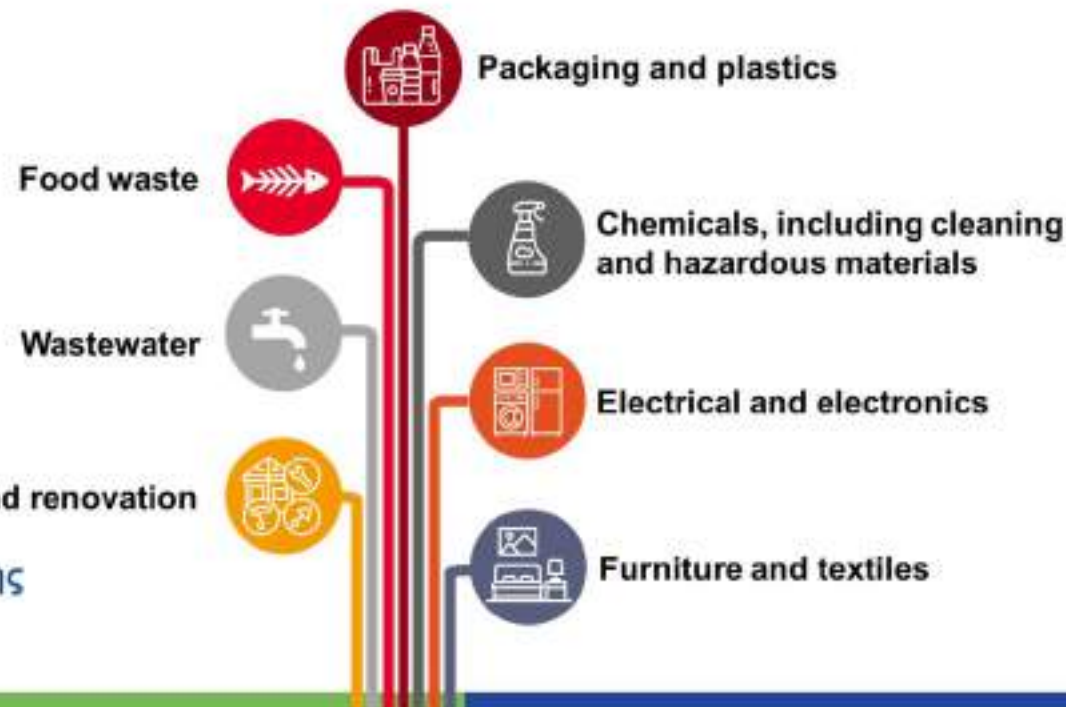 Packaging and plastics
Food waste
Chemicals, including cleaning
and hazardous materials
Wastewater
Electrical and electronics
renovation
Furniture and textiles